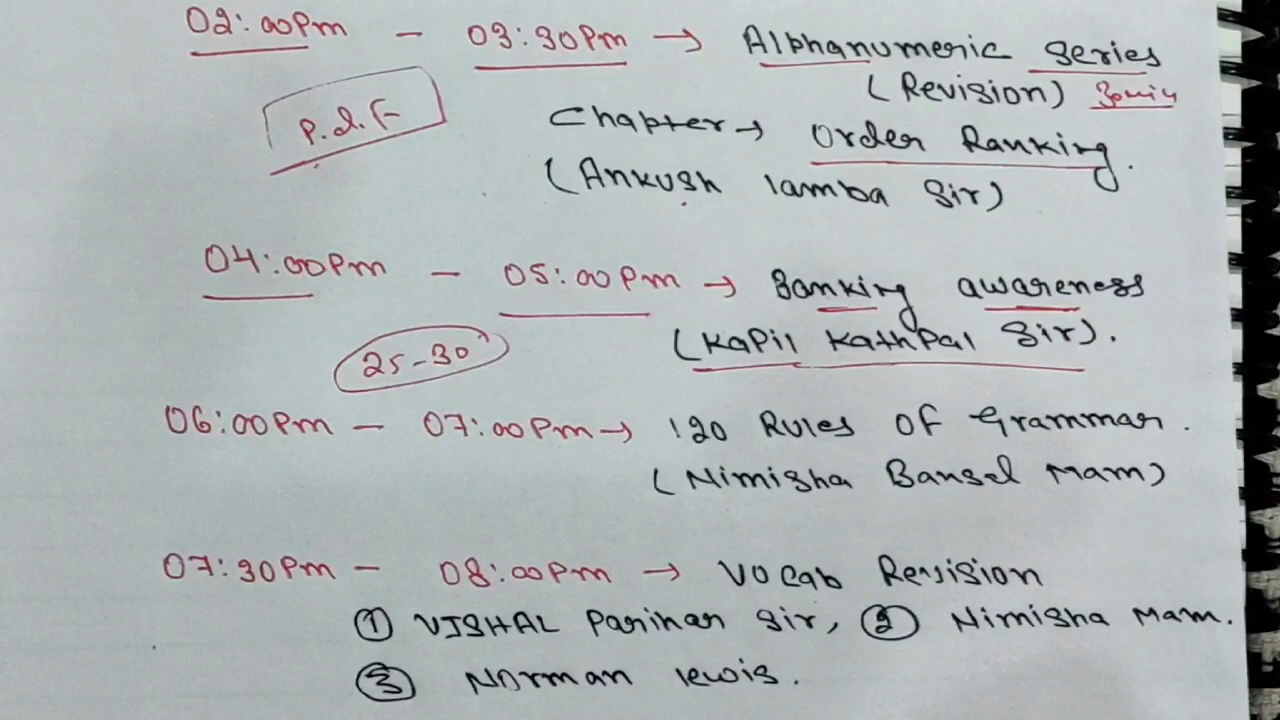 02:00Pm - 03:30Pm → Alphanumeric Series
(Revision) 30min
P.d.F
Chapter → Order Ranking.
(Ankush lamba Sir)
04:00Pm - 05:00Pm → Banking awareness
(Kapil Kathpal Sir).
25-30
06:00Pm - 07:00Pm → 120 Rules Of Grammar.
(Nimisha Bansal Mam)
07:30Pm - 08:00Pm → Vocab Revision
① VISHAL Parihar Sir, ② Nimisha Mam.
③ Norman lewis.